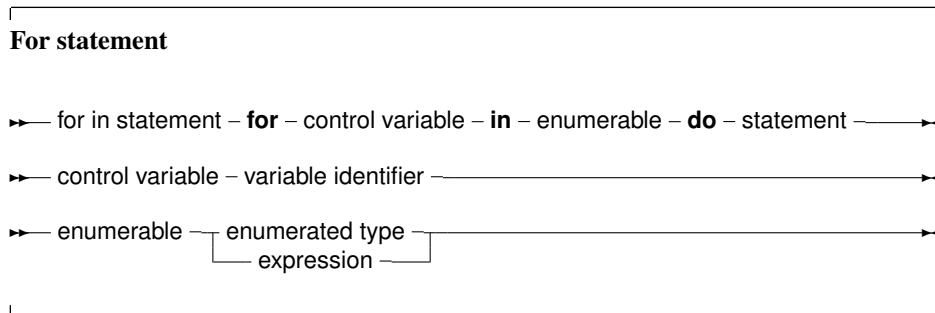 For statement
for in statement – for – control variable – in – enumerable – do – statement
control variable – variable identifier
enumerable enumerated type
expression